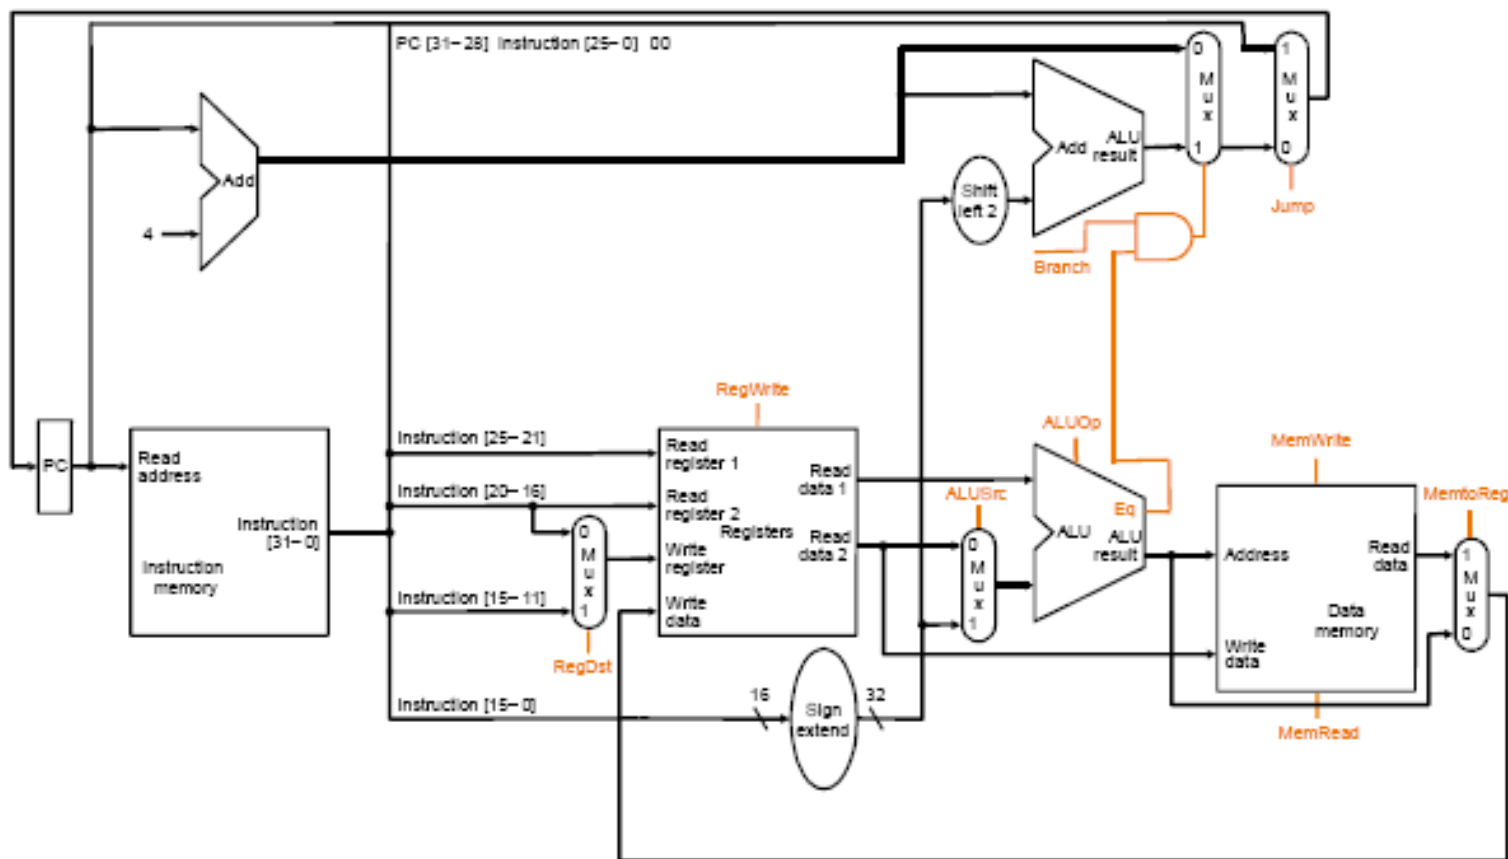 PC [31–28] Instruction [25–0] 00
0
M
u
x
1
1
M
u
x
0
Add
4
Add
ALU
result
Shift
left 2
Jump
Branch
RegWrite
ALUOp
MemWrite
MemtoReg
PC
Read
address
Instruction
[31–0]
Instruction
memory
Instruction [25–21]
Instruction [20–16]
Instruction [15–11]
Instruction [15–0]
0
M
u
x
1
RegDst
Read
register 1
Read
register 2
Write
register
Write
data
Registers
Read
data 1
Read
data 2
ALUSrc
0
M
u
x
1
16
Sign
extend
32
Eq
ALU
ALU
result
Address
Write
data
Read
data
Data
memory
MemRead
1
M
u
x
0